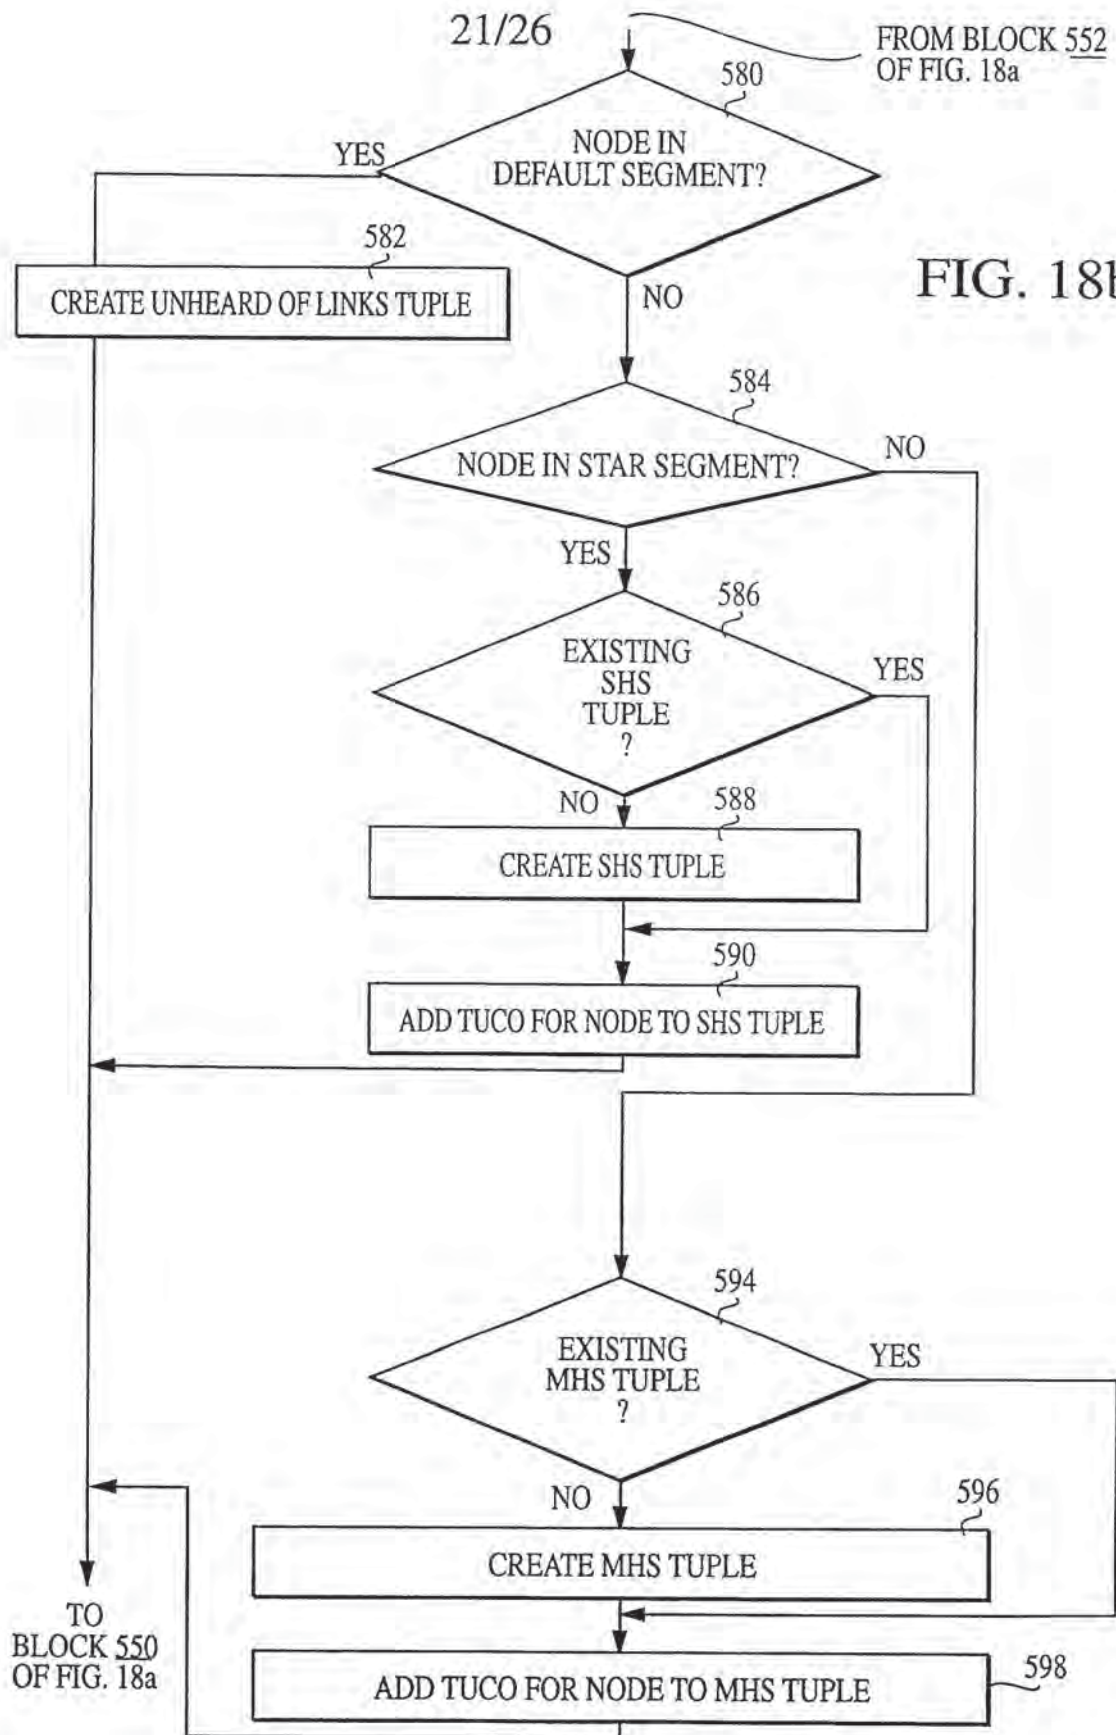 21/26
FROM BLOCK 552
OF FIG. 18a
580
NODE IN
DEFAULT SEGMENT?
YES
582
CREATE UNHEARD OF LINKS TUPLE
NO
FIG. 18b
584
NODE IN STAR SEGMENT?
NO
YES
586
EXISTING
SHS
TUPLE
?
YES
NO
588
CREATE SHS TUPLE
590
ADD TUCO FOR NODE TO SHS TUPLE
594
EXISTING
MHS TUPLE
?
YES
NO
596
CREATE MHS TUPLE
TO
BLOCK 550
OF FIG. 18a
598
ADD TUCO FOR NODE TO MHS TUPLE